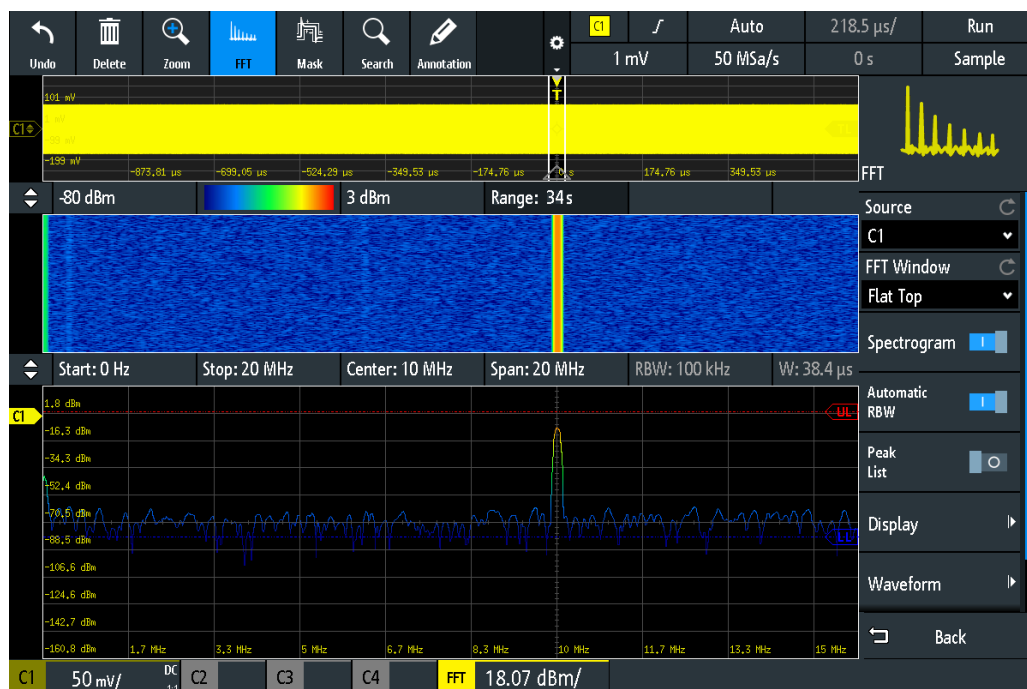 C1 Auto 218.5 µs/ Run
Undo Delete Zoom FFT Mask Search Annotation
1 mV 50 MSa/s 0 s Sample
101 mV
T
1 mV
C1
TL
-99 mV
-199 mV
-873,81 µs -699,05 µs -524,29 µs -349,53 µs -174,76 µs 0 s 174,76 µs 349,53 µs
FFT
-80 dBm 3 dBm Range: 34 s
Source
C1
FFT Window
Flat Top
Spectrogram
Start: 0 Hz Stop: 20 MHz Center: 10 MHz Span: 20 MHz RBW: 100 kHz W: 38.4 µs
Automatic
RBW
1,8 dBm
C1
UL
-16,3 dBm
-34,3 dBm
Peak
List
-52,4 dBm
-70,5 dBm
Display
-88,5 dBm
LL
-106,6 dBm
-124,6 dBm
Waveform
-142,7 dBm
-160,8 dBm 1,7 MHz 3,3 MHz 5 MHz 6,7 MHz 8,3 MHz 10 MHz 11,7 MHz 13,3 MHz 15 MHz
Back
C1 50 mV/ DC C2 C3 C4 FFT 18.07 dBm/
1:1